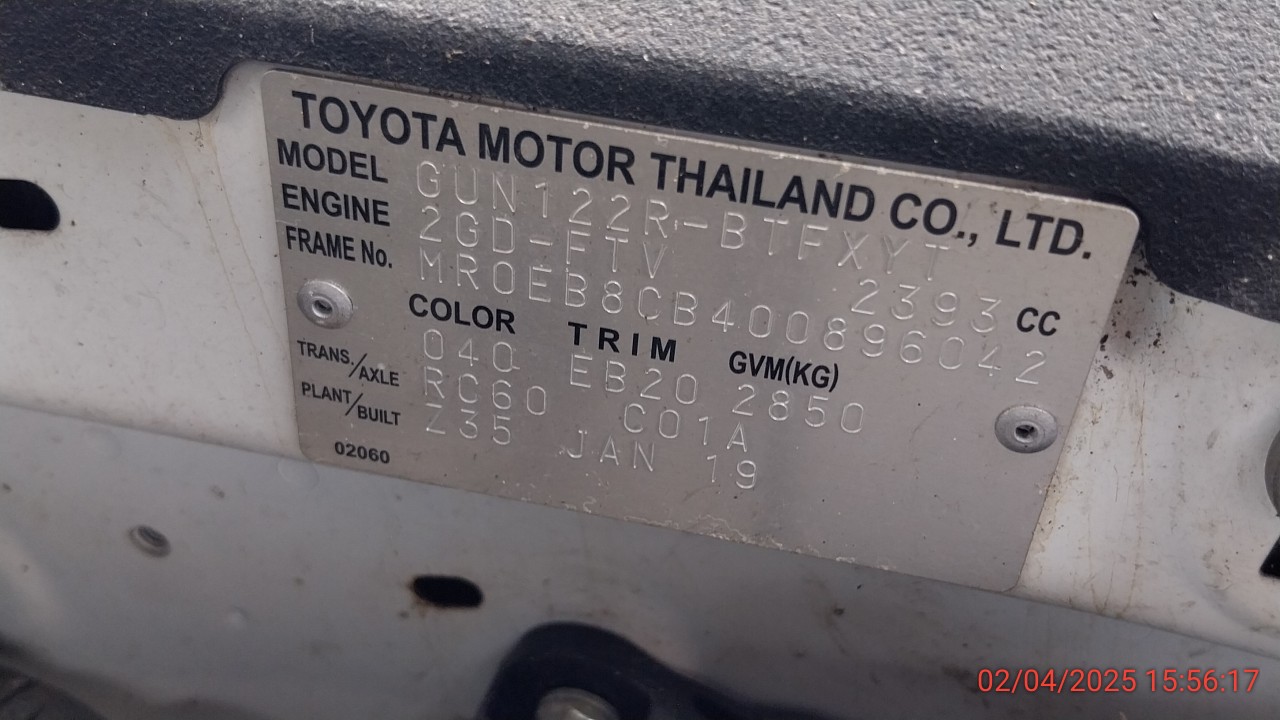 TOYOTA MOTOR THAILAND CO., LTD.
MODEL GUN122R-BTFXYT
ENGINE 2GD-FTV 2393 CC
FRAME No. MR0EB8CB400896042
COLOR TRIM GVM(KG)
040 EB20 2850
TRANS./AXLE RC60 C01A
PLANT/BUILT Z35 JAN 19
02060
02/04/2025 15:56:17